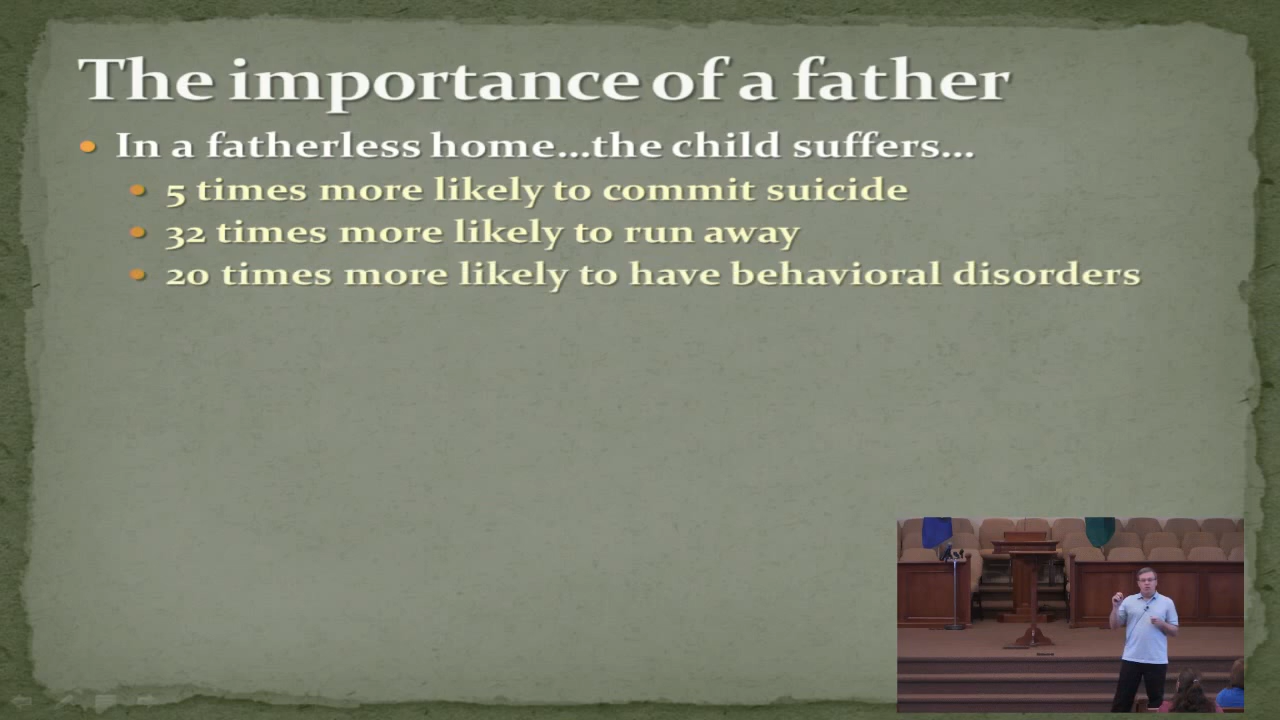 The importance of a father
In a fatherless home...the child suffers...
5 times more likely to commit suicide
32 times more likely to run away
20 times more likely to have behavioral disorders